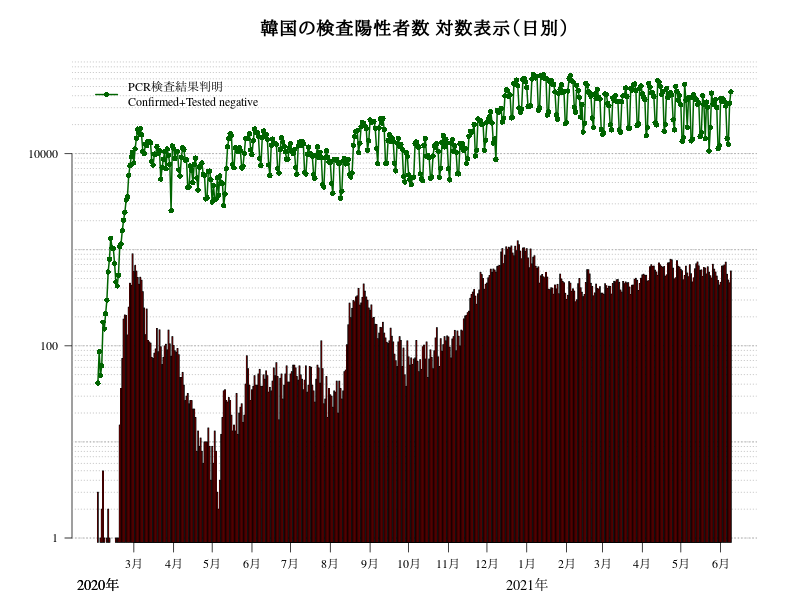 韓国の検査陽性者数 対数表示(日別)
PCR検査結果判明
Confirmed+Tested negative
10000
100
1
3月 4月 5月 6月 7月 8月 9月 10月 11月 12月 1月 2月 3月 4月 5月 6月
2020年 2021年